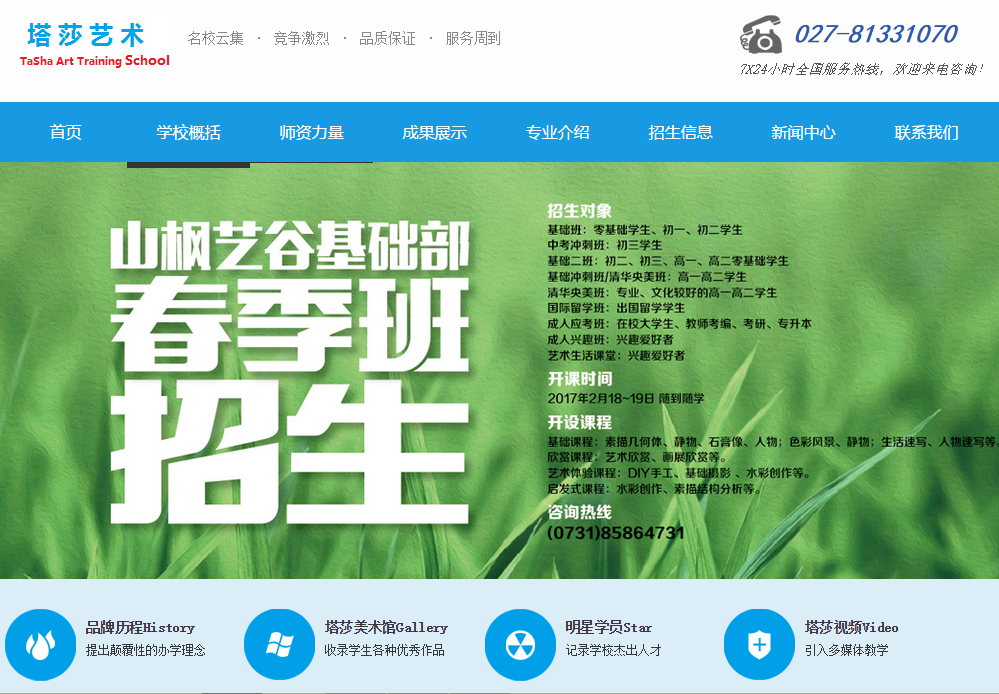 塔莎艺术
TaSha Art Training School
名校云集 · 竞争激烈 · 品质保证 · 服务周到
027-81331070
7X24小时全国服务热线，欢迎来电咨询！
首页 学校概括 师资力量 成果展示 专业介绍 招生信息 新闻中心 联系我们
山枫艺谷基础部
春季班
招生
招生对象
基础班：零基础学生、初一、初二学生
中考冲刺班：初三学生
基础二班：初二、初三、高一、高二零基础学生
基础冲刺班/清华央美班：高一高二学生
清华央美班：专业、文化较好的高一高二学生
国际留学班：出国留学学生
成人应考班：在校大学生、教师考编、考研、专升本
成人兴趣班：兴趣爱好者
艺术生活课堂：兴趣爱好者
开课时间
2017年2月18~19日 随到随学
开设课程
基础课程：素描几何体、静物、石膏像、人物；色彩风景、静物；生活速写、人物速写等。
欣赏课程：艺术欣赏、画展欣赏等。
艺术体验课程：DIY手工、基础摄影 、水彩创作等。
启发式课程：水彩创作、素描结构分析等。
咨询热线
(0731)85864731
品牌历程History
提出颠覆性的办学理念
塔莎美术馆Gallery
收录学生各种优秀作品
明星学员Star
记录学校杰出人才
塔莎视频Video
引入多媒体教学